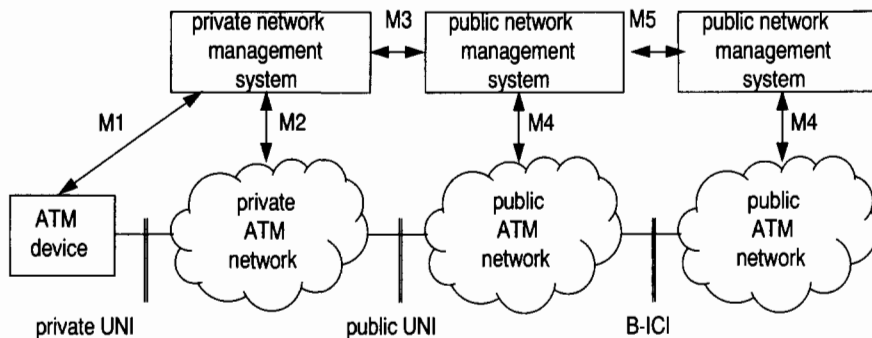 private network
management
system
M3
public network
management
system
M5
public network
management
system
M1
M2
M4
M4
ATM
device
private
ATM
network
public
ATM
network
public
ATM
network
private UNI
public UNI
B-ICI